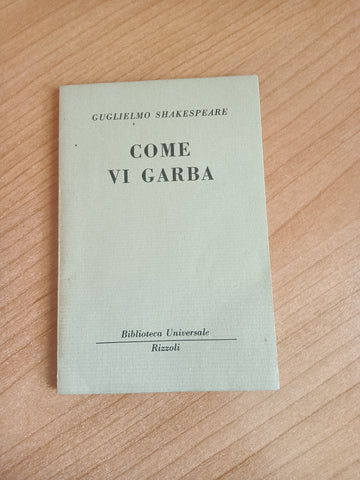 GUGLIELMO SHAKESPEARE
COME
VI GARBA
Biblioteca Universale
Rizzoli